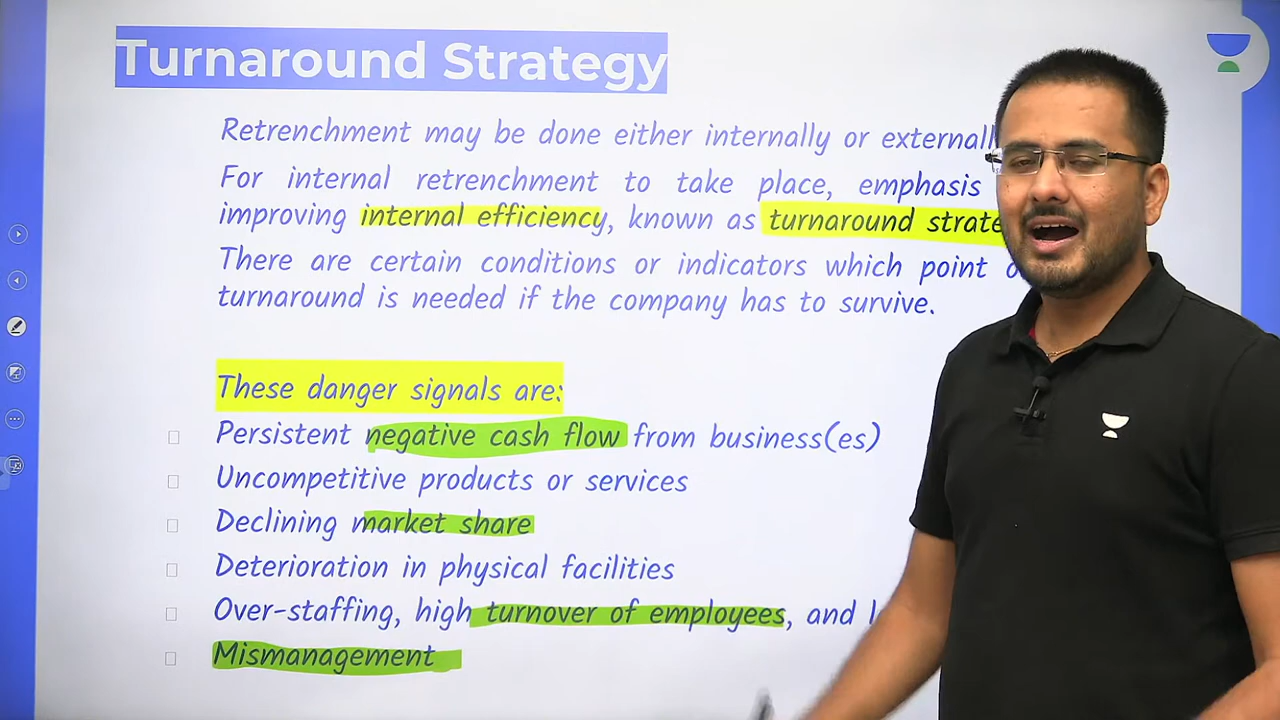 Turnaround Strategy
Retrenchment may be done either internally or
For internal retrenchment to take place, emphasis
improving internal efficiency, known as turnaround
There are certain conditions or indicators which point
turnaround is needed if the company has to survive.
These danger signals are:
Persistent negative cash flow from business(es)
Uncompetitive products or services
Declining market share
Deterioration in physical facilities
Over-staffing, high turnover of employees, and
Mismanagement